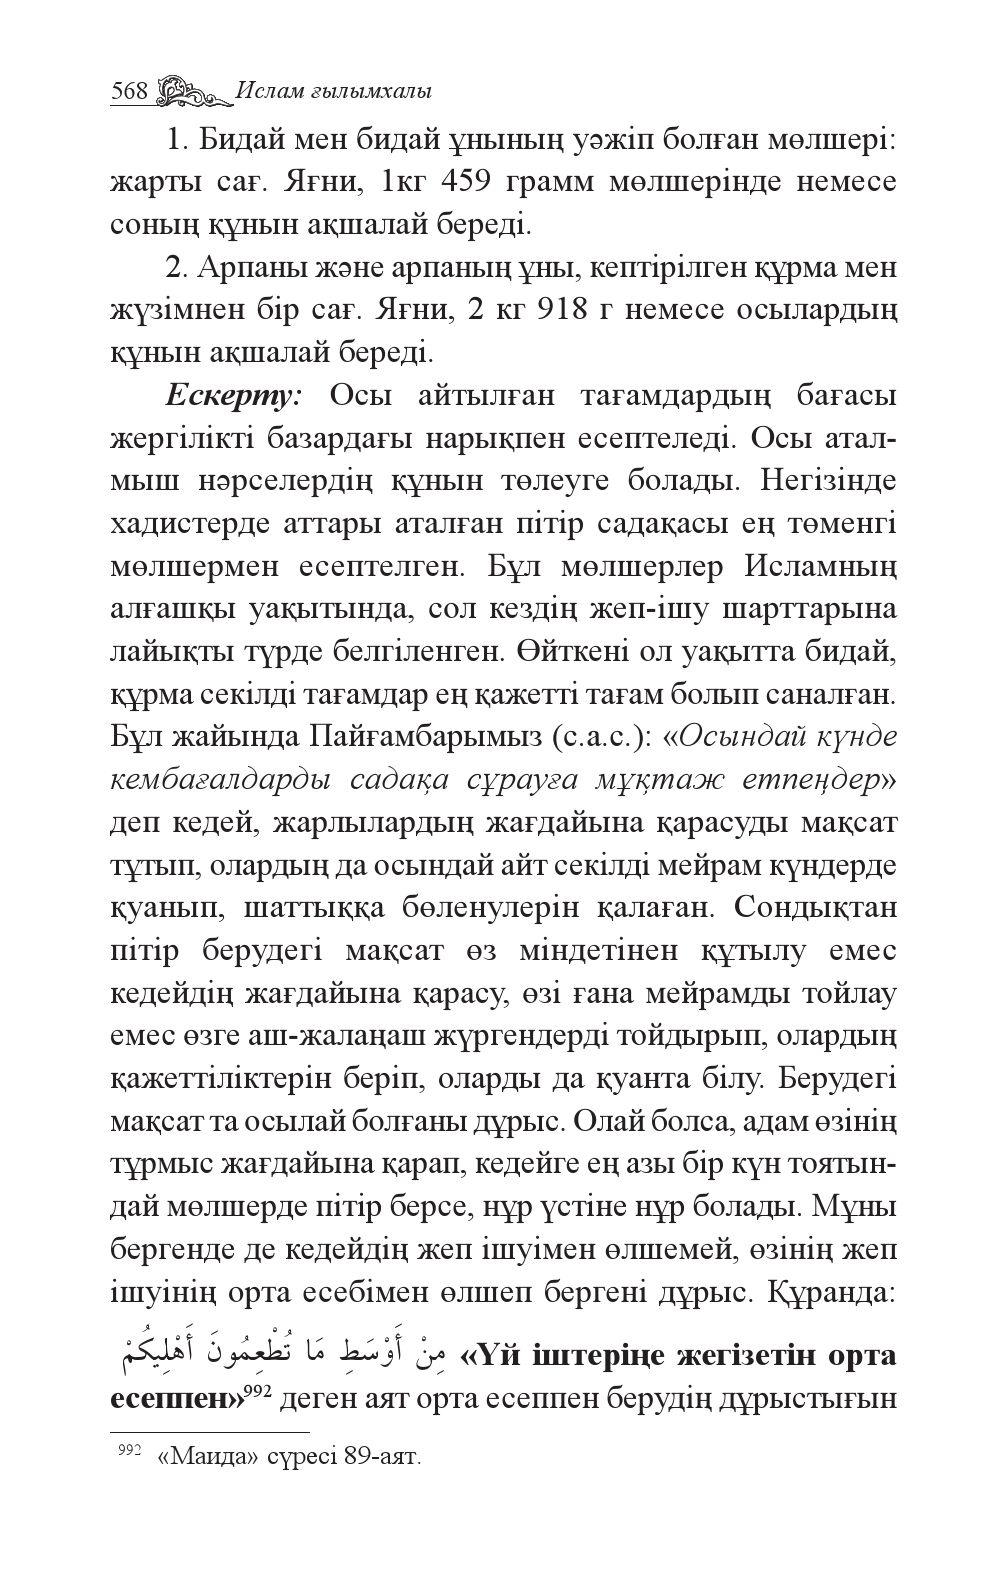 568 Ислам ғылымхалы
1. Бидай мен бидай ұнының уәжіп болған мөлшері:
жарты сағ. Яғни, 1кг 459 грамм мөлшерінде немесе
соның құнын ақшалай береді.
2. Арпаны және арпаның ұны, кептірілген құрма мен
жүзімнен бір сағ. Яғни, 2 кг 918 г немесе осылардың
құнын ақшалай береді.
Ескерту: Осы айтылған тағамдардың бағасы
жергілікті базардағы нарықпен есептеледі. Осы атал-
мыш нәрселердің құнын төлеуге болады. Негізінде
хадистерде аттары аталған пітір садақасы ең төменгі
мөлшермен есептелген. Бұл мөлшерлер Исламның
алғашқы уақытында, сол кездің жеп-ішу шарттарына
лайықты түрде белгіленген. Өйткені ол уақытта бидай,
құрма секілді тағамдар ең қажетті тағам болып саналған.
Бұл жайында Пайғамбарымыз (с.а.с.): «Осындай күнде
кембағалдарды садақа сұрауға мұқтаж етпеңдер»
деп кедей, жарлылардың жағдайына қарасуды мақсат
тұтып, олардың да осындай айт секілді мейрам күндерде
қуанып, шаттыққа бөленулерін қалаған. Сондықтан
пітір берудегі мақсат өз міндетінен құтылу емес
кедейдің жағдайына қарасу, өзі ғана мейрамды тойлау
емес өзге аш-жалаңаш жүргендерді тойдырып, олардың
қажеттіліктерін беріп, оларды да қуанта білу. Берудегі
мақсат та осылай болғаны дұрыс. Олай болса, адам өзінің
тұрмыс жағдайына қарап, кедейге ең азы бір күн тоятын-
дай мөлшерде пітір берсе, нұр үстіне нұр болады. Мұны
бергенде де кедейдің жеп ішуімен өлшемей, өзінің жеп
ішуінің орта есебімен өлшеп бергені дұрыс. Құранда:
مِنْ أَوْسَطِ مَا تُطْعِمُونَ أَهْلِيكُمْ «Үй іштеріңе жегізетін орта
есеппен»992 деген аят орта есеппен берудің дұрыстығын
992 «Маида» сүресі 89-аят.